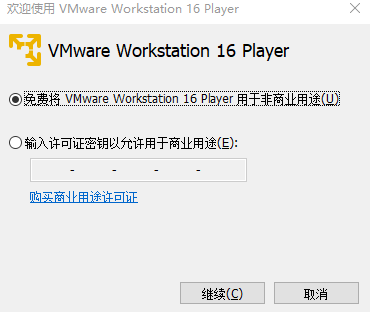 欢迎使用 VMware Workstation 16 Player
VMware Workstation 16 Player
免费将 VMware Workstation 16 Player 用于非商业用途(U)
输入许可证密钥以允许用于商业用途(E):
- - - -
购买商业用途许可证
继续(C)
取消